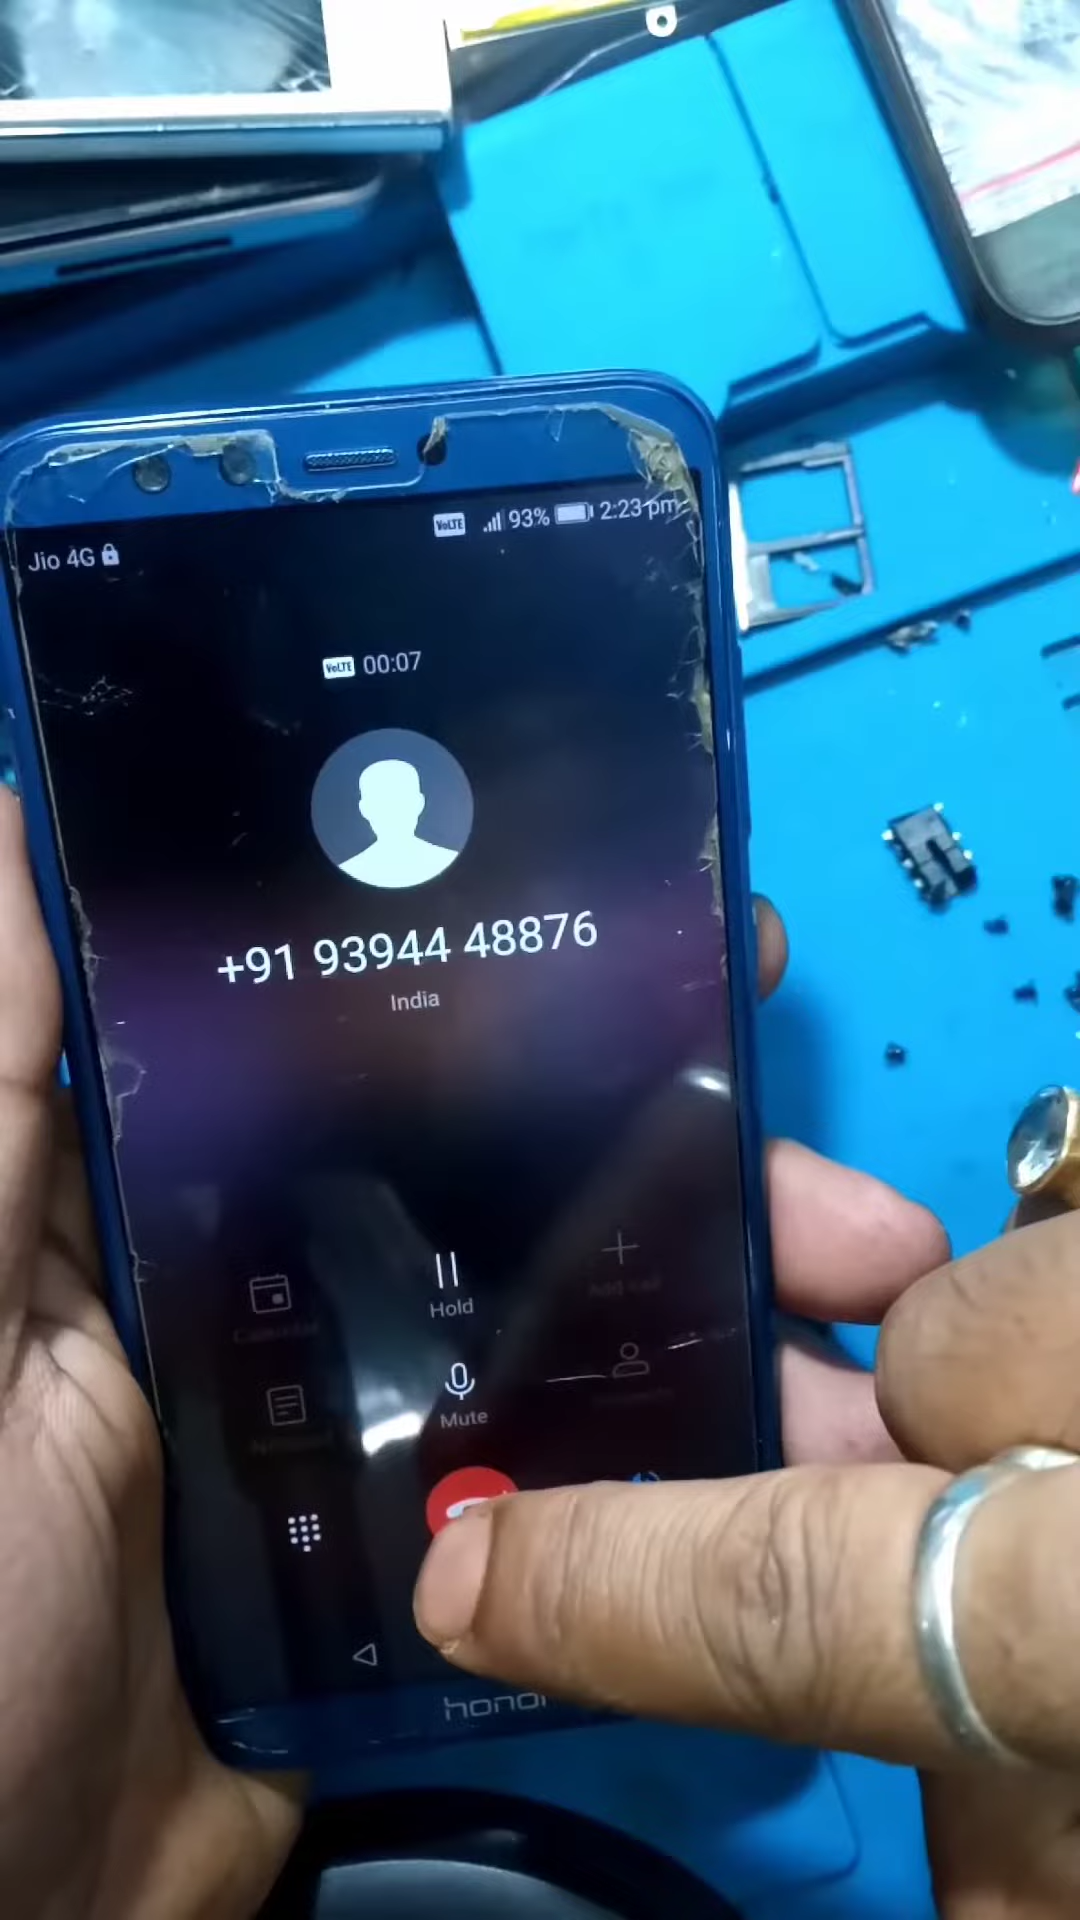 Jio 4G
VoLTE 93% 2:23 pm
VoLTE 00:07
+91 93944 48876
India
Hold
Mute
honor